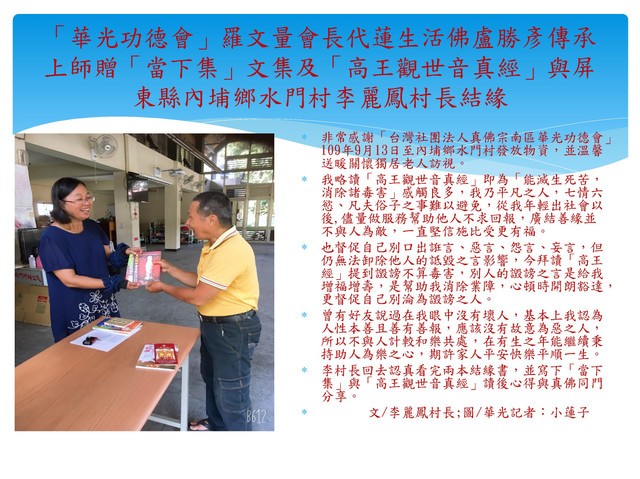 「華光功德會」羅文量會長代蓮生活佛盧勝彥傳承
上師贈「當下集」文集及「高王觀世音真經」與屏
東縣內埔鄉水門村李麗鳳村長結緣
非常感謝「台灣社團法人真佛宗南區華光功德會」
109年9月13日至內埔鄉水門村發放物資，並溫馨
送暖關懷獨居老人訪視。
我略讀「高王觀世音真經」即為「能滅生死苦，
消除諸毒害」感觸良多，我乃平凡之人，七情六
慾、凡夫俗子之事難以避免，從我年輕出社會以
後､儘量做服務幫助他人不求回報，廣結善緣並
不與人為敵，一直堅信施比受更有福。
也督促自己別口出誑言、惡言、怨言、妄言，但
仍無法卸除他人的詆毀之言影響，今拜讀「高王
經」提到譭謗不算毒害，別人的譭謗之言是給我
增福增壽，是幫助我消除業障，心頓時開朗豁達，
更督促自己別淪為譭謗之人。
曾有好友說過在我眼中沒有壞人，基本上我認為
人性本善且善有善報，應該沒有故意為惡之人，
所以不與人計較和樂共處，在有生之年能繼續秉
持助人為樂之心，期許家人平安快樂平順一生。
李村長回去認真看完兩本結緣書，並寫下「當下
集」與「高王觀世音真經」讀後心得與真佛同門
分享。
文/李麗鳳村長;圖/華光記者：小蓮子
B612